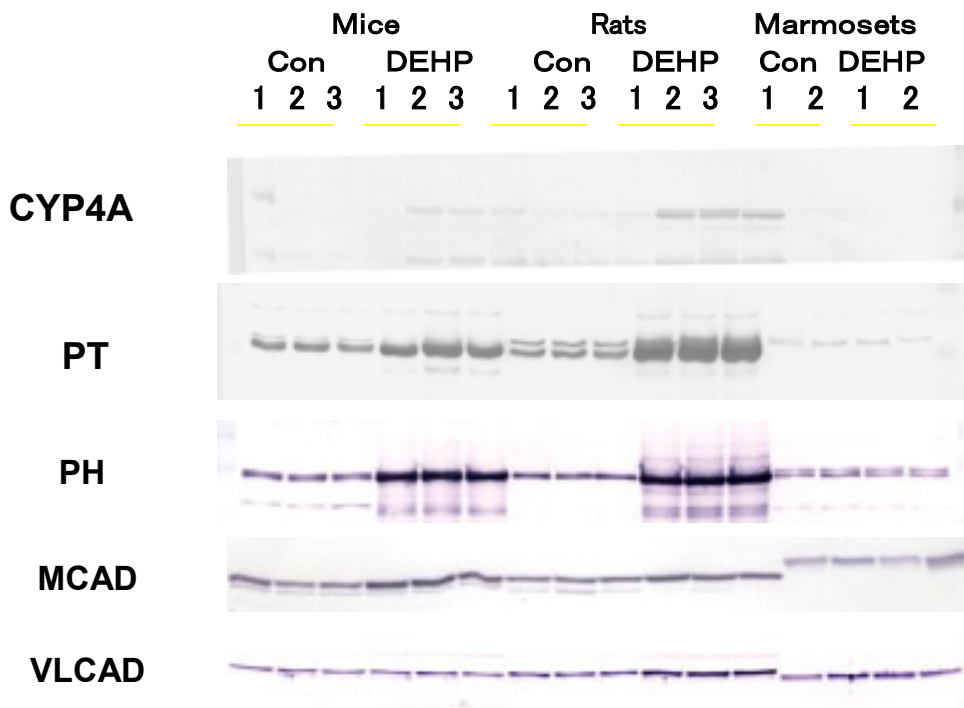 Mice Rats Marmosets
Con DEHP Con DEHP Con DEHP
1 2 3 1 2 3 1 2 3 1 2 3 1 2 1 2
CYP4A
PT
PH
MCAD
VLCAD